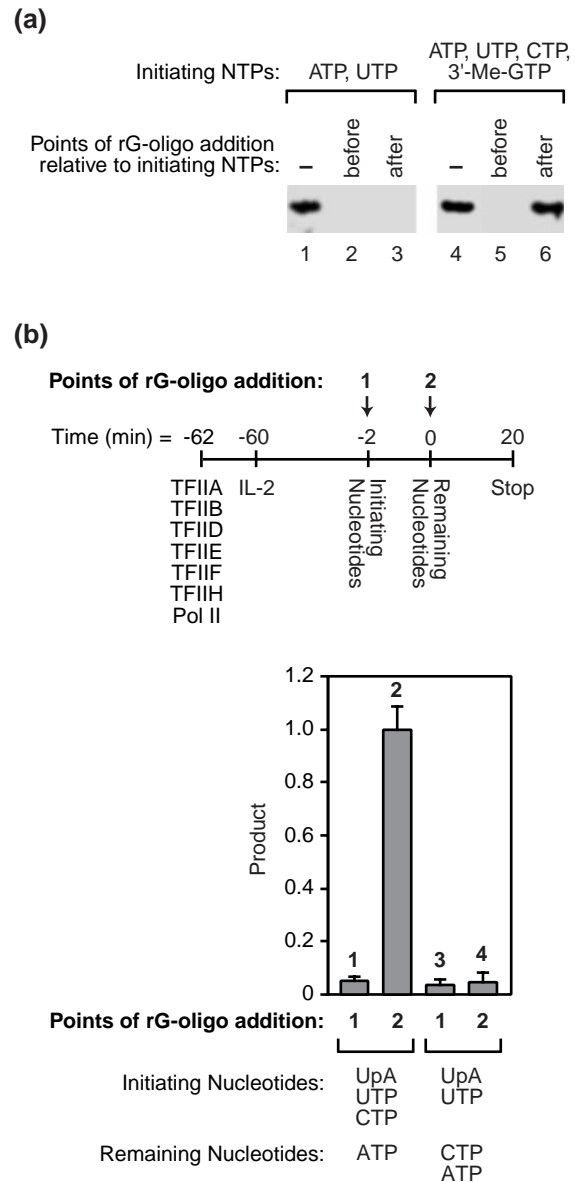 (a)
Initiating NTPs:
ATP, UTP
ATP, UTP, CTP,
3'-Me-GTP
Points of rG-oligo addition
relative to initiating NTPs:
–
before
after
–
before
after
1 2 3 4 5 6
(b)
Points of rG-oligo addition: 1 2
Time (min) = -62 -60 -2 0 20
TFIIA
TFIIB
TFIID
TFIIE
TFIIF
TFIIH
Pol II
IL-2
Initiating
Nucleotides
Remaining
Nucleotides
Stop
Product
1.2
1.0
0.8
0.6
0.4
0.2
0
1
2
3
4
Points of rG-oligo addition: 1 2 1 2
Initiating Nucleotides:
UpA
UTP
CTP
UpA
UTP
Remaining Nucleotides:
ATP
CTP
ATP